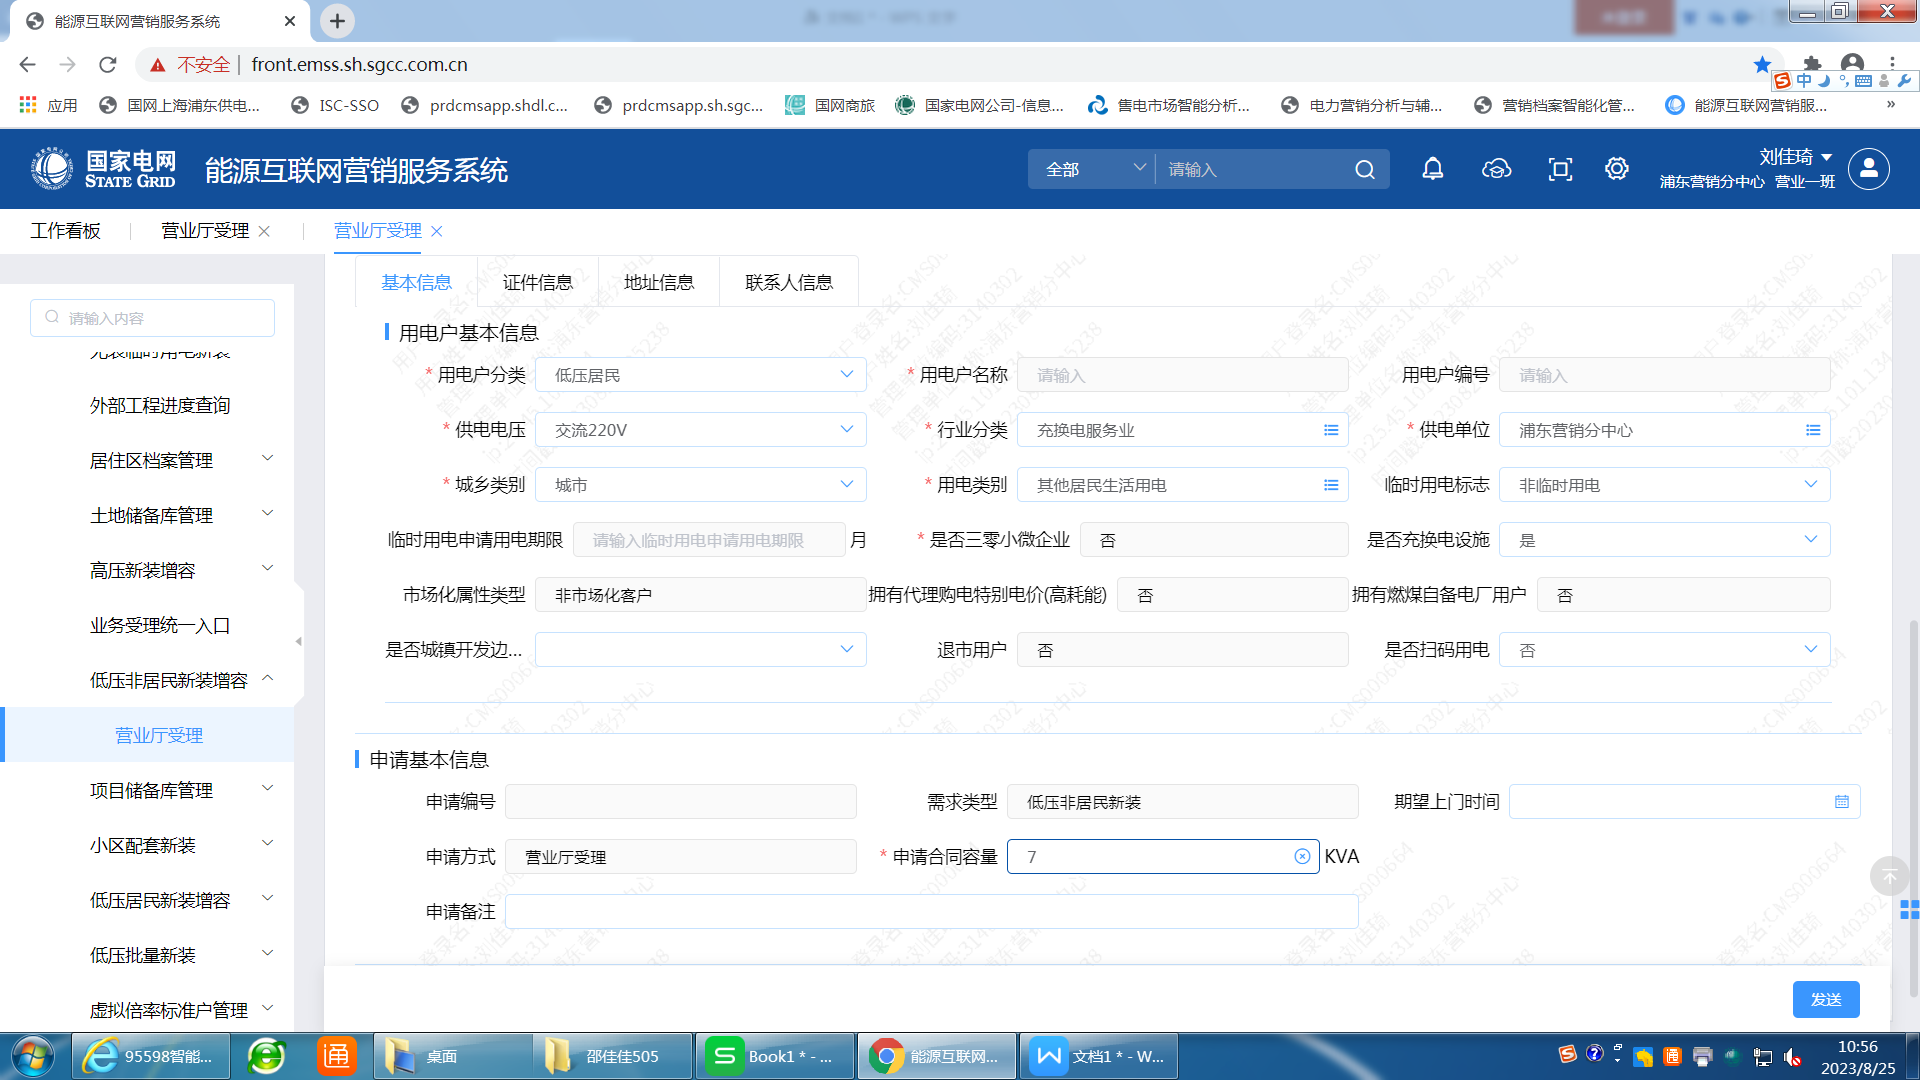 能源互联网营销服务系统
不安全 | front.emss.sh.sgcc.com.cn
中
应用 国网上海浦东供电... ISC-SSO prdcmsapp.shdl.c... prdcmsapp.sh.sgc... 国网商旅 国家电网公司-信息... 售电市场智能分析... 电力营销分析与辅... 营销档案智能化管... 能源互联网营销服... »
国家电网 STATE GRID 能源互联网营销服务系统 全部 请输入 刘佳琦
浦东营销分中心 营业一班
工作看板 营业厅受理 营业厅受理
基本信息 证件信息 地址信息 联系人信息
请输入内容
无表临时用电新装
外部工程进度查询
居住区档案管理
土地储备库管理
高压新装增容
业务受理统一入口
低压非居民新装增容
营业厅受理
项目储备库管理
小区配套新装
低压居民新装增容
低压批量新装
虚拟倍率标准户管理
用电户基本信息
* 用电户分类 低压居民 * 用电户名称 请输入 用电户编号 请输入
* 供电电压 交流220V * 行业分类 充换电服务业 * 供电单位 浦东营销分中心
* 城乡类别 城市 * 用电类别 其他居民生活用电 临时用电标志 非临时用电
临时用电申请用电期限 请输入临时用电申请用电期限 月 * 是否三零小微企业 否 是否充换电设施 是
市场化属性类型 非市场化客户 拥有代理购电特别电价(高耗能) 否 拥有燃煤自备电厂用户 否
是否城镇开发边... 退市用户 否 是否扫码用电 否
申请基本信息
申请编号 需求类型 低压非居民新装 期望上门时间
申请方式 营业厅受理 * 申请合同容量 7 KVA
申请备注
发送
95598智能... 通 桌面 邵佳佳505 Book1 * - ... 能源互联网... 文档1 * - W...
10:56
2023/8/25